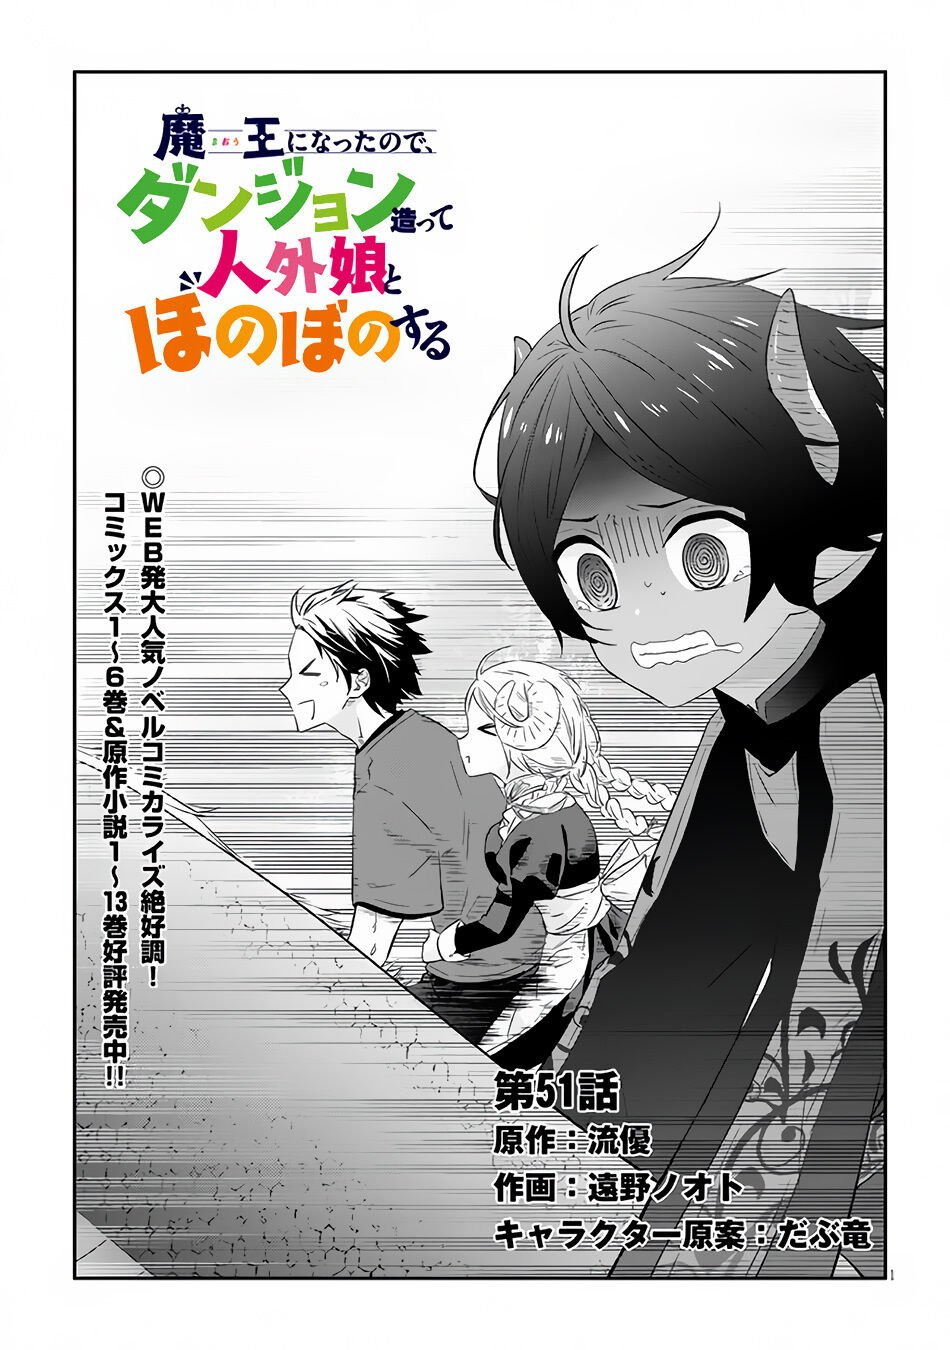 魔王になったので、
まおう
ダンジョン造って
人外娘と
ほのぼのする
◎WEB発大人気ノベルコミカライズ絶好調！
コミックス1～6巻&原作小説1～13巻好評発売中!!
第51話
原作：流優
作画：遠野ノオト
キャラクター原案：だぶ竜
1